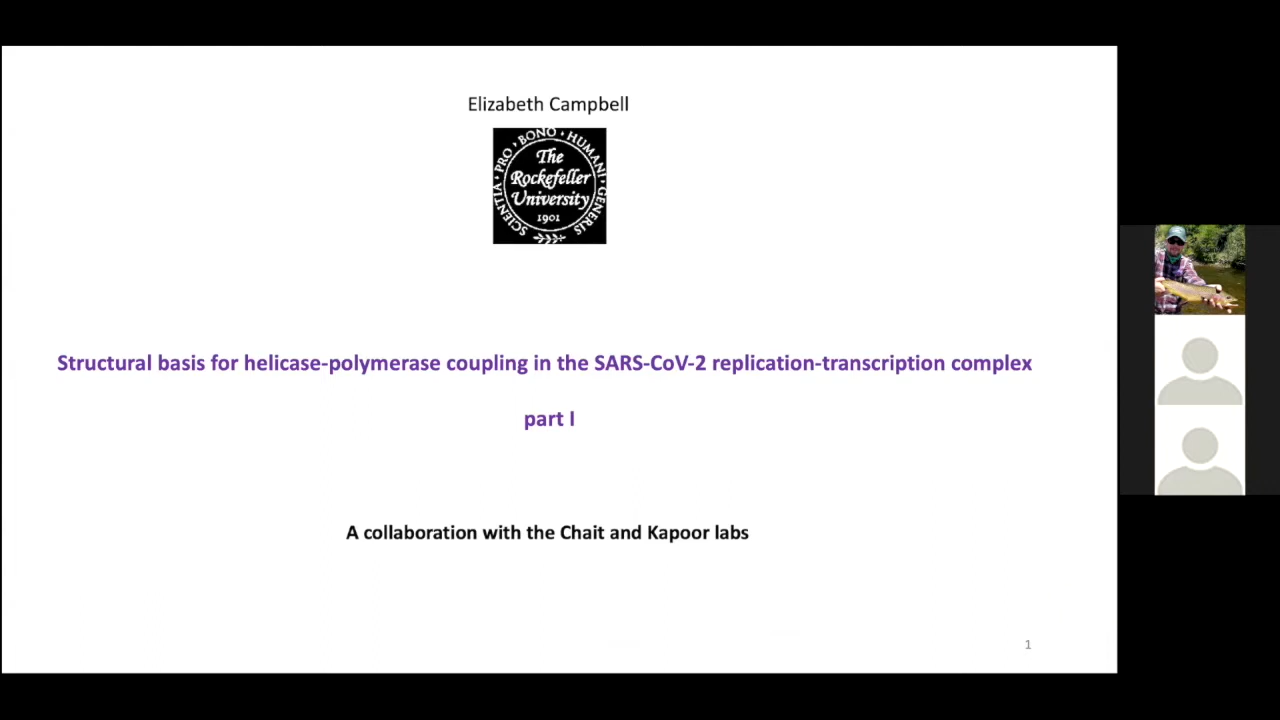 Elizabeth Campbell
SCIENTIA • PRO • BONO • HUMANI • GENERIS
The
Rockefeller
University
1901
Structural basis for helicase-polymerase coupling in the SARS-CoV-2 replication-transcription complex
part I
A collaboration with the Chait and Kapoor labs
1